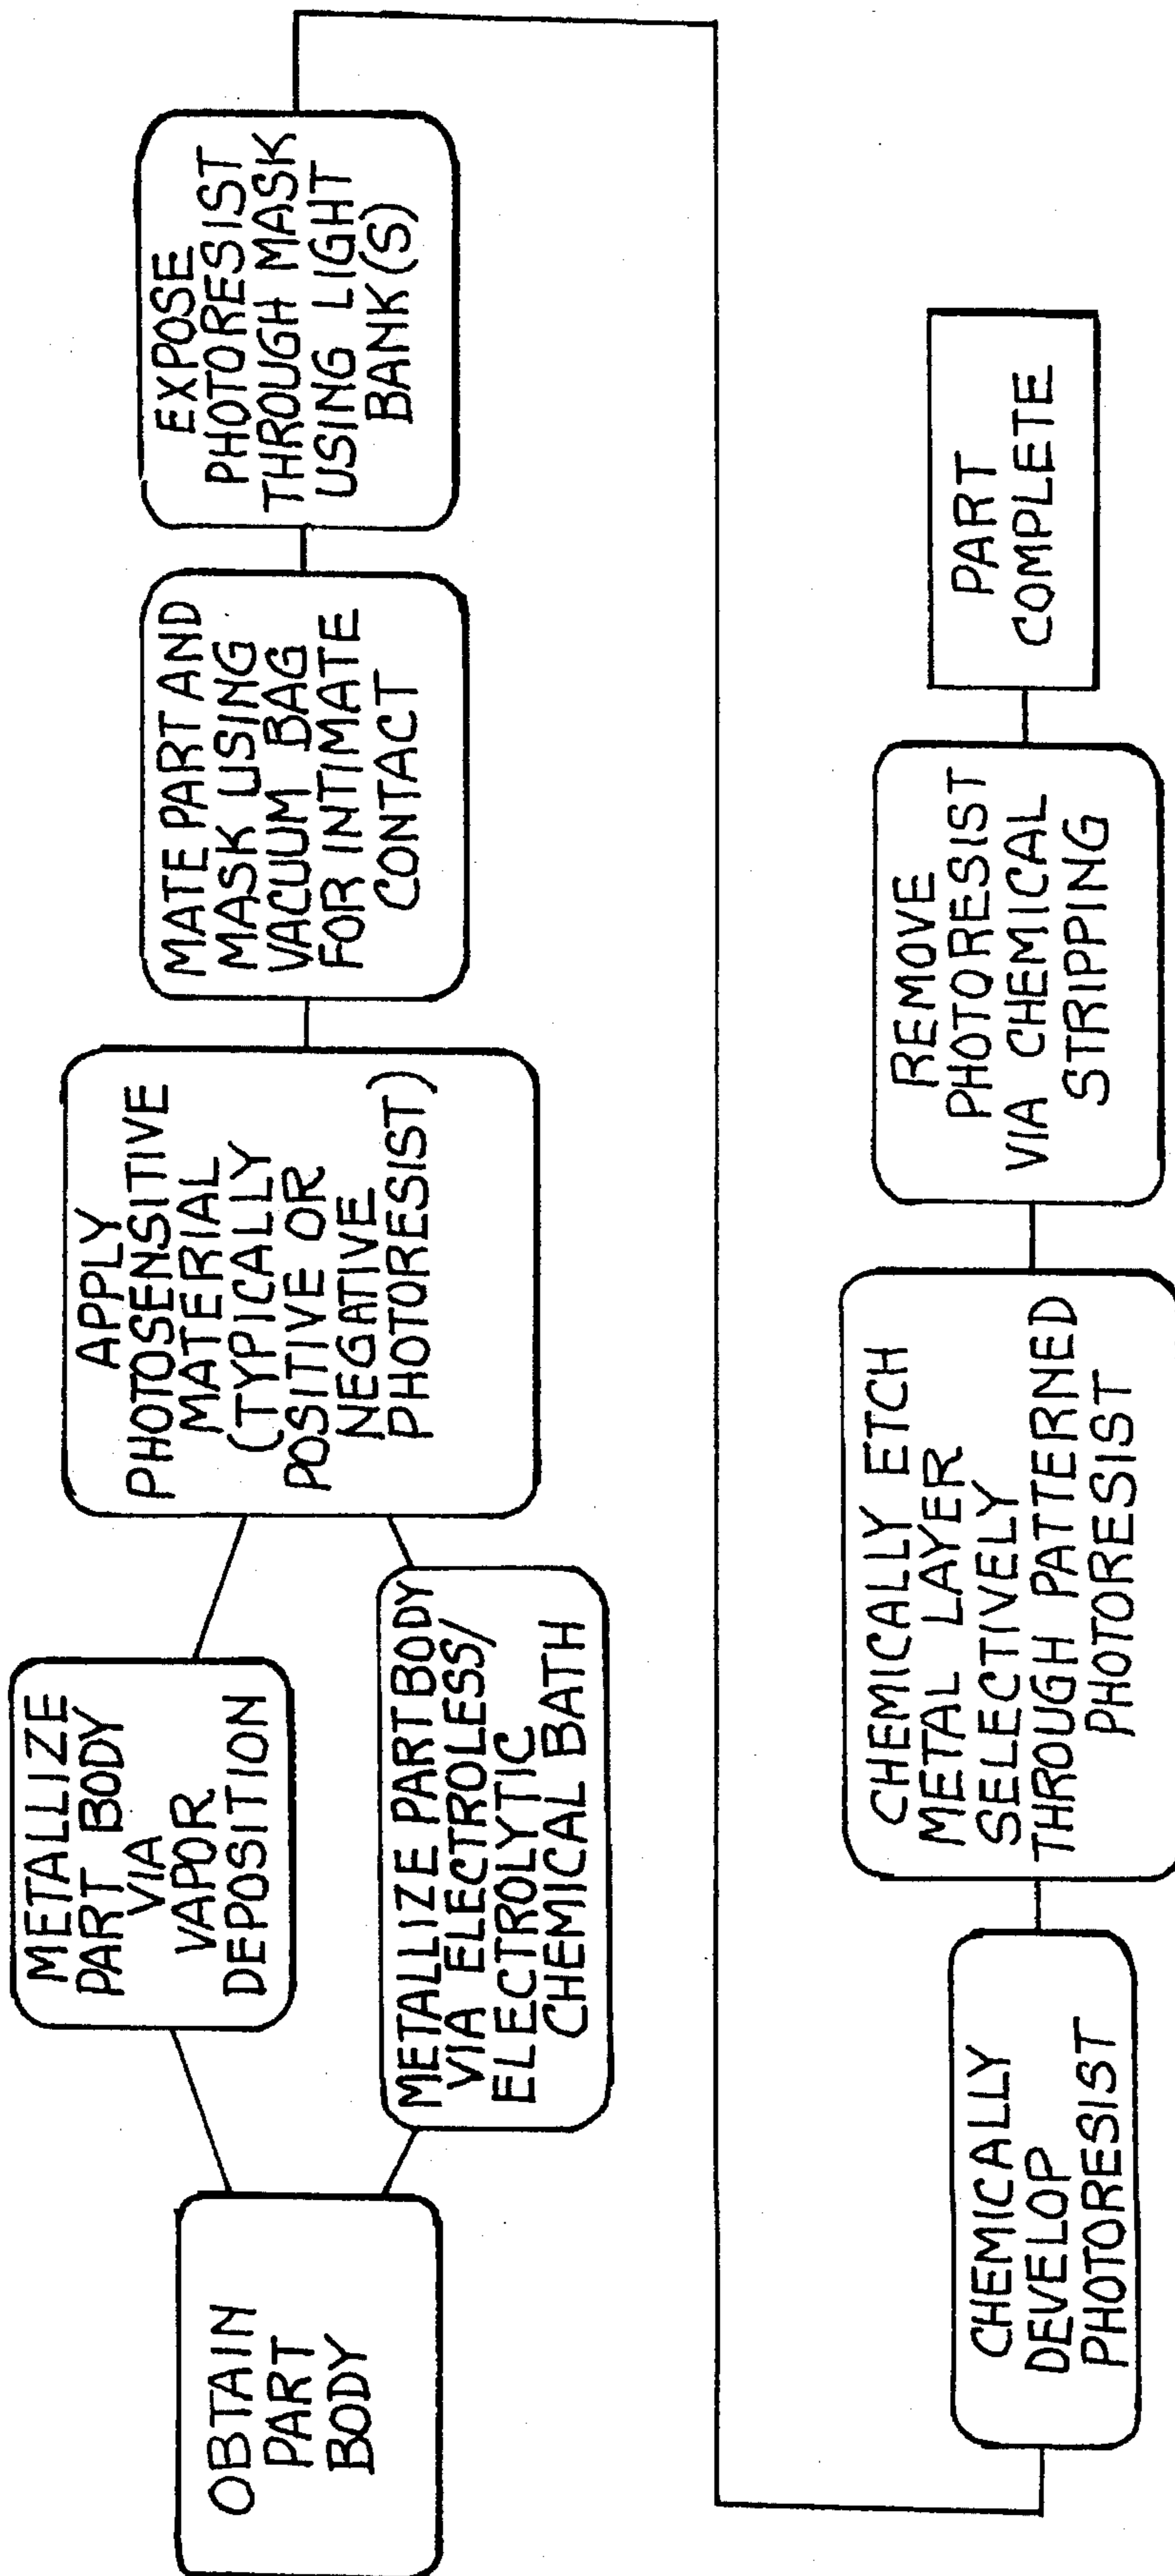 OBTAIN
PART
BODY
METALLIZE
PART BODY
VIA
VAPOR
DEPOSITION
METALLIZE PART BODY
VIA ELECTROLESS/
ELECTROLYTIC
CHEMICAL BATH
APPLY
PHOTOSENSITIVE
MATERIAL
(TYPICALLY
POSITIVE OR
NEGATIVE
PHOTORESIST)
MATE PART AND
MASK USING
VACUUM BAG
FOR INTIMATE
CONTACT
EXPOSE
PHOTORESIST
THROUGH MASK
USING LIGHT
BANK(S)
CHEMICALLY
DEVELOP
PHOTORESIST
CHEMICALLY ETCH
METAL LAYER
SELECTIVELY
THROUGH PATTERNED
PHOTORESIST
REMOVE
PHOTORESIST
VIA CHEMICAL
STRIPPING
PART
COMPLETE